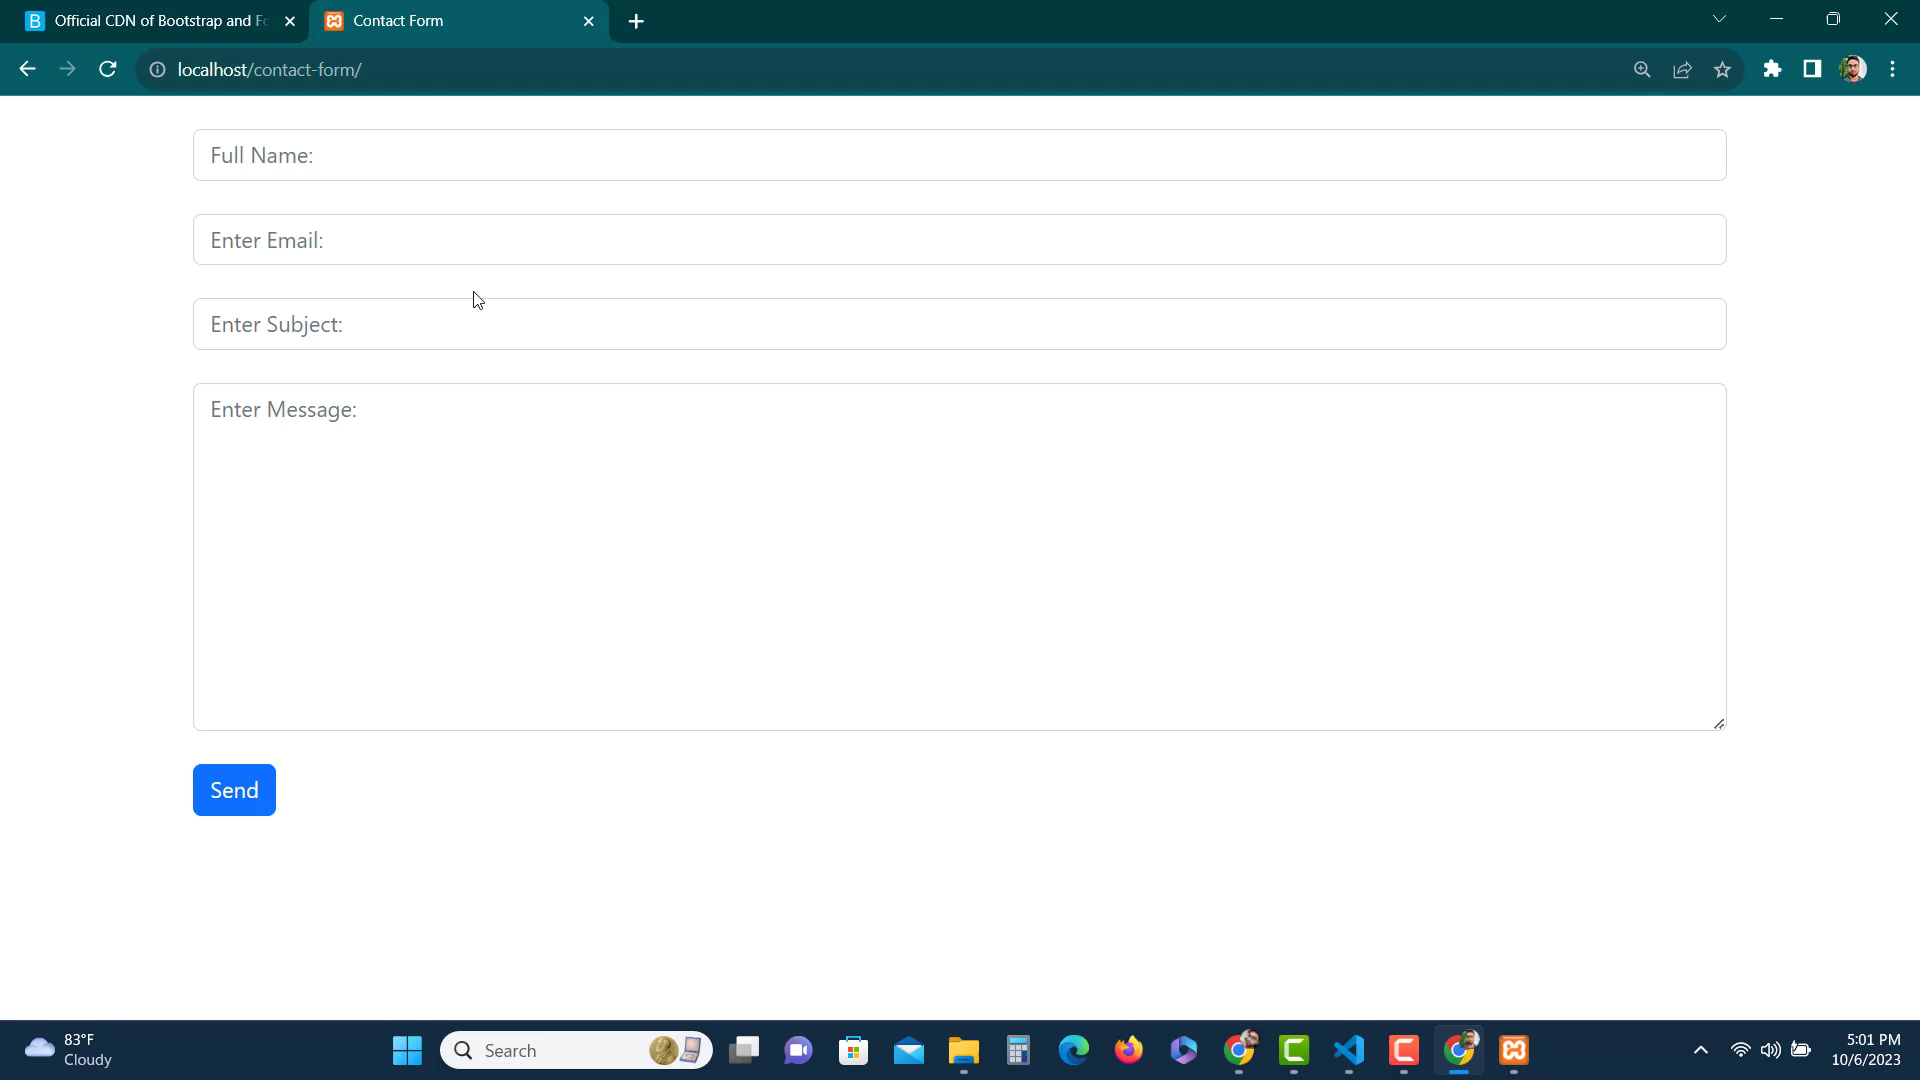 Official CDN of Bootstrap and Fo
Contact Form
localhost/contact-form/
Full Name:
Enter Email:
Enter Subject:
Enter Message:
Send
83°F
Cloudy
Search
5:01 PM
10/6/2023